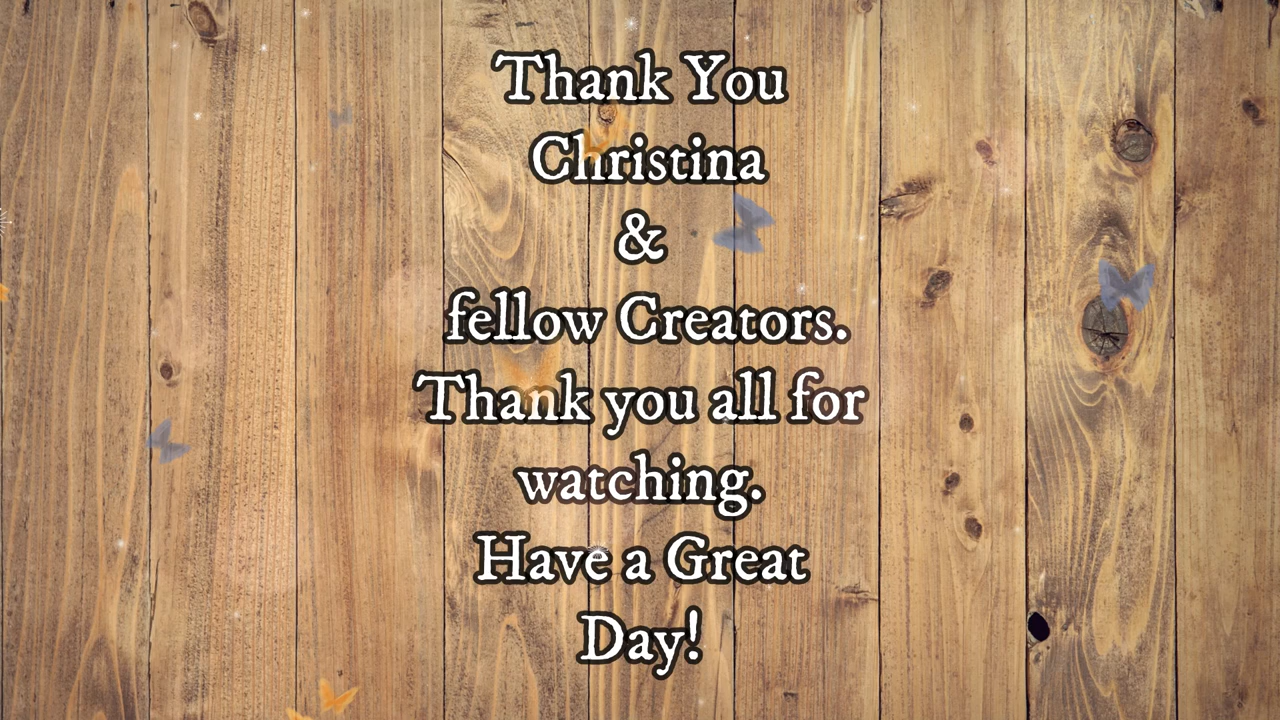 Thank You
Christina
&
fellow Creators.
Thank you all for
watching.
Have a Great
Day!